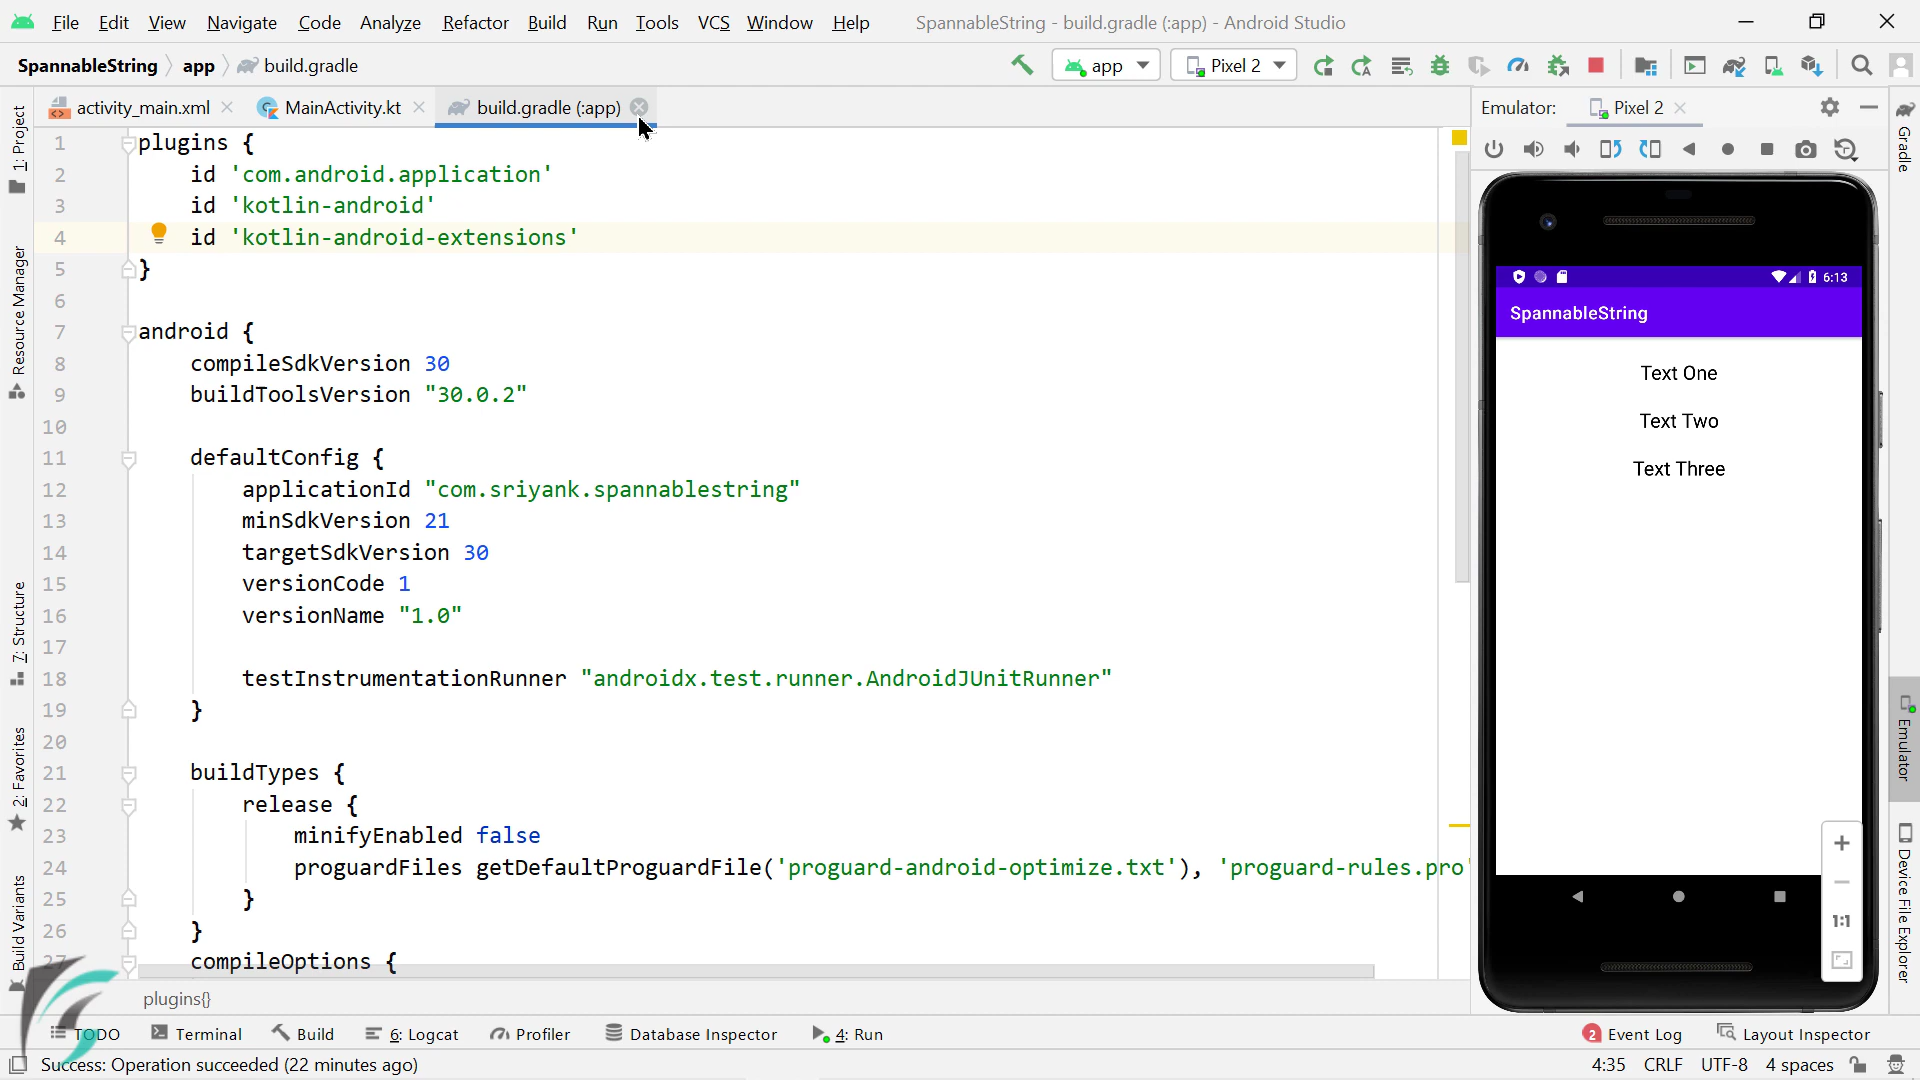 File Edit View Navigate Code Analyze Refactor Build Run Tools VCS Window Help SpannableString - build.gradle (:app) - Android Studio
SpannableString app build.gradle
app Pixel 2
activity_main.xml MainActivity.kt build.gradle (:app)
Emulator: Pixel 2
1: Project
Resource Manager
7: Structure
2: Favorites
Build Variants
1 plugins {
2 id 'com.android.application'
3 id 'kotlin-android'
4 id 'kotlin-android-extensions'
5 }
6
7 android {
8 compileSdkVersion 30
9 buildToolsVersion "30.0.2"
10
11 defaultConfig {
12 applicationId "com.sriyank.spannablestring"
13 minSdkVersion 21
14 targetSdkVersion 30
15 versionCode 1
16 versionName "1.0"
17
18 testInstrumentationRunner "androidx.test.runner.AndroidJUnitRunner"
19 }
20
21 buildTypes {
22 release {
23 minifyEnabled false
24 proguardFiles getDefaultProguardFile('proguard-android-optimize.txt'), 'proguard-rules.pro'
25 }
26 }
27 compileOptions {
plugins{}
6:13
SpannableString
Text One
Text Two
Text Three
1:1
Gradle
Emulator
Device File Explorer
TODO Terminal Build 6: Logcat Profiler Database Inspector 4: Run 2 Event Log Layout Inspector
Success: Operation succeeded (22 minutes ago) 4:35 CRLF UTF-8 4 spaces